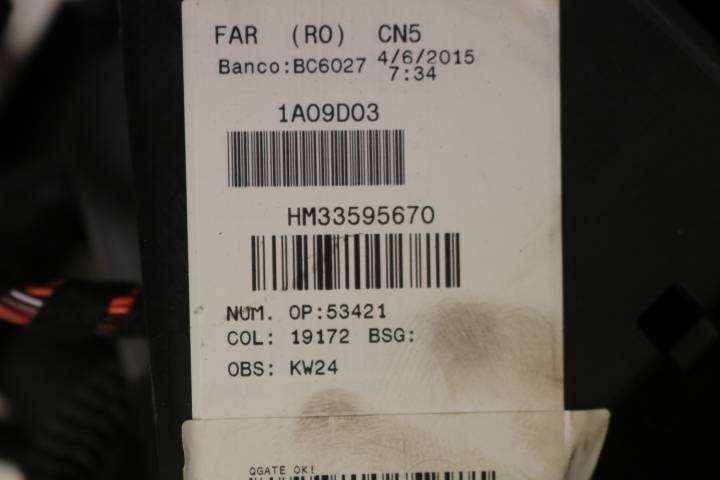 FAR (RO) CN5
Banco:BC6027 4/6/2015
7:34
1A09D03
HM33595670
NUM. OP:53421
COL: 19172 BSG:
OBS: KW24
QGATE OK!